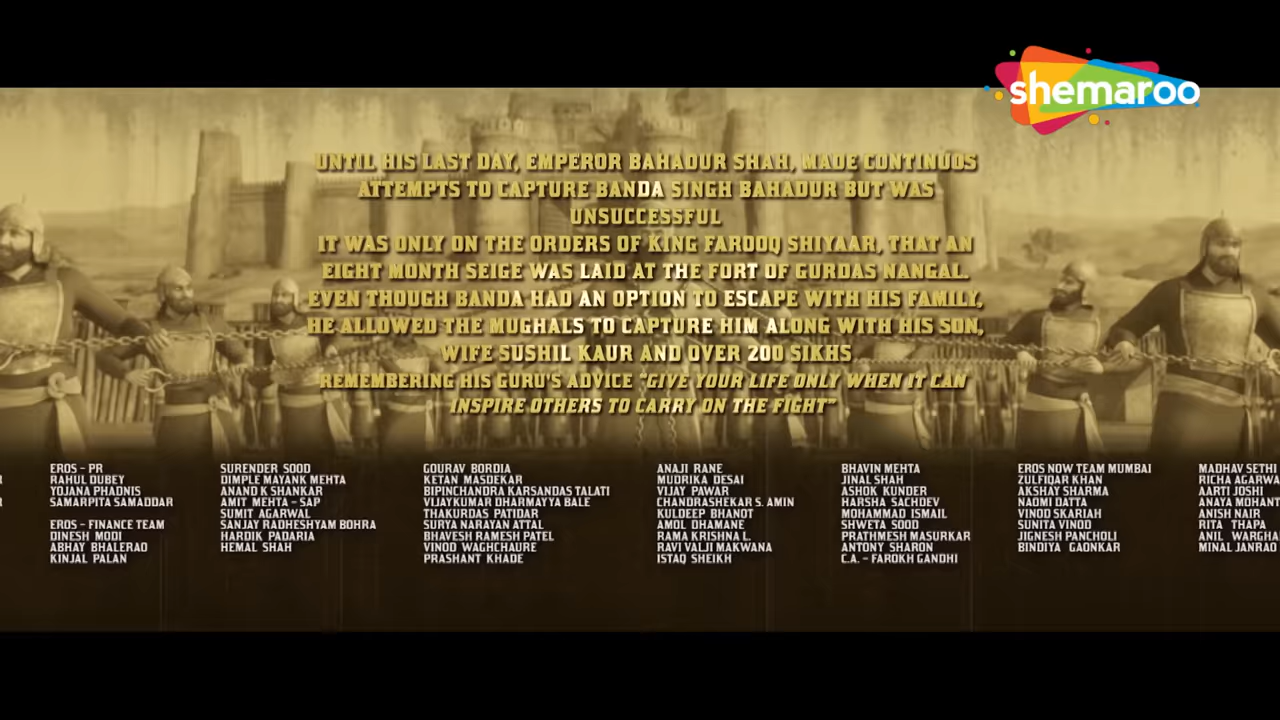 shemaroo
UNTIL HIS LAST DAY, EMPEROR BAHADUR SHAH, MADE CONTINUOS
ATTEMPTS TO CAPTURE BANDA SINGH BAHADUR BUT WAS
UNSUCCESSFUL
IT WAS ONLY ON THE ORDERS OF KING FAROOQ SHIYAAR, THAT AN
EIGHT MONTH SEIGE WAS LAID AT THE FORT OF GURDAS NANGAL.
EVEN THOUGH BANDA HAD AN OPTION TO ESCAPE WITH HIS FAMILY,
HE ALLOWED THE MUGHALS TO CAPTURE HIM ALONG WITH HIS SON,
WIFE SUSHIL KAUR AND OVER 200 SIKHS
REMEMBERING HIS GURU'S ADVICE "GIVE YOUR LIFE ONLY WHEN IT CAN
INSPIRE OTHERS TO CARRY ON THE FIGHT"
EROS - PR
RAHUL DUBEY
YOJANA PHADNIS
SAMARPITA SAMADDAR
EROS - FINANCE TEAM
DINESH MODI
ABHAY BHALERAO
KINJAL PALAN
SURENDER SOOD
DIMPLE MAYANK MEHTA
ANAND K SHANKAR
AMIT MEHTA - SAP
SUMIT AGARWAL
SANJAY RADHESHYAM BOHRA
HARDIK PADARIA
HEMAL SHAH
GOURAV BORDIA
KETAN MASDEKAR
BIPINCHANDRA KARSANDAS TALATI
VIJAYKUMAR DHARMAYYA BALE
THAKURDAS PATIDAR
SURYA NARAYAN ATTAL
BHAVESH RAMESH PATEL
VINOD WAGHCHAURE
PRASHANT KHADE
ANAJI RANE
MUDRIKA DESAI
VIJAY PAWAR
CHANDRASHEKAR S. AMIN
KULDEEP BHANOT
AMOL DHAMANE
RAMA KRISHNA L.
RAVI VALJI MAKWANA
ISTAQ SHEIKH
BHAVIN MEHTA
JINAL SHAH
ASHOK KUNDER
HARSHA SACHDEV
MOHAMMAD ISMAIL
SHWETA SOOD
PRATHMESH MASURKAR
ANTONY SHARON
C.A. - FAROKH GANDHI
EROS NOW TEAM MUMBAI
ZULFIQAR KHAN
AKSHAY SHARMA
NAOMI DATTA
VINOD SKARIAH
SUNITA VINOD
JIGNESH PANCHOLI
BINDIYA GAONKAR
MADHAV SETHI
RICHA AGARWA
AARTI JOSHI
ANAYA MOHANT
ANISH NAIR
RITA THAPA
ANIL WARGHA
MINAL JANRAO